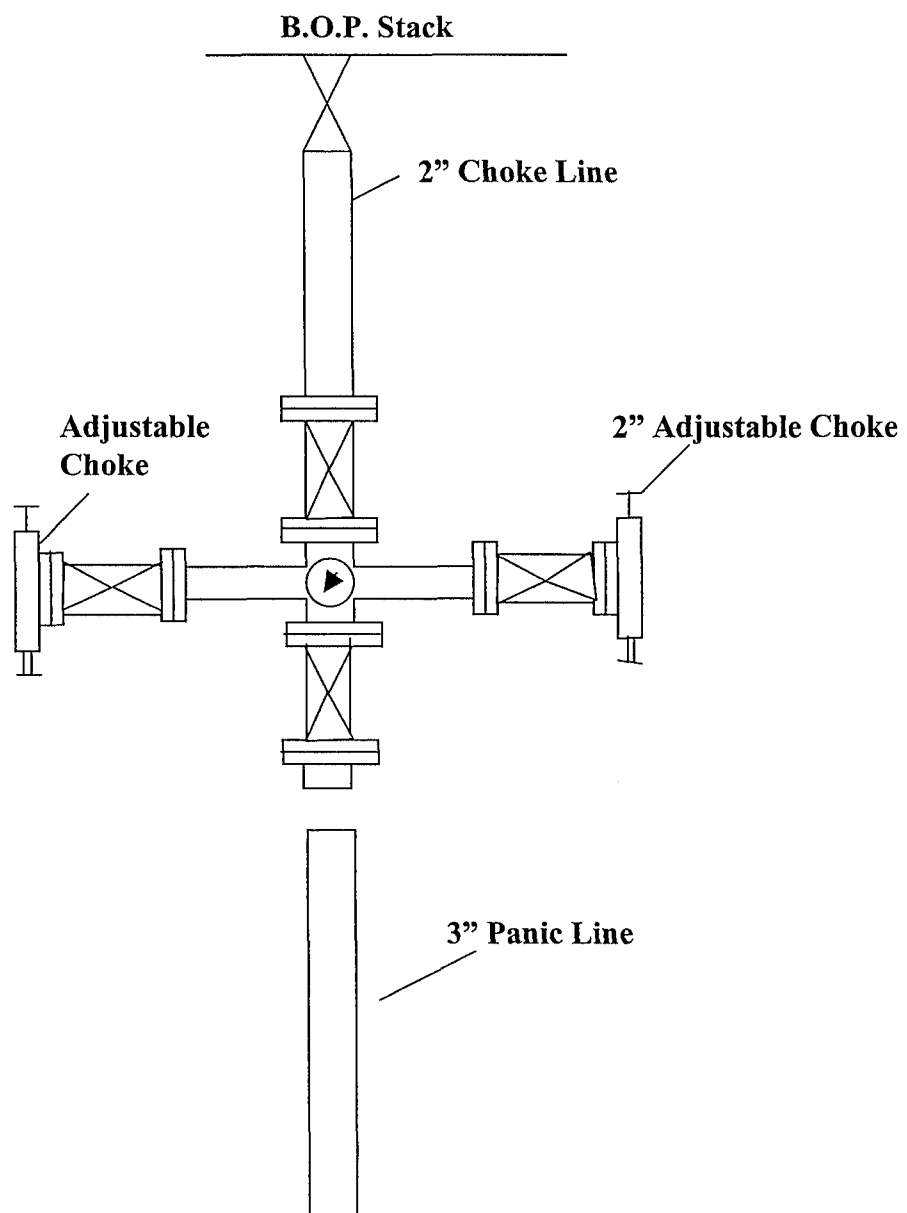 B.O.P. Stack
2” Choke Line
Adjustable
Choke
2” Adjustable Choke
3” Panic Line